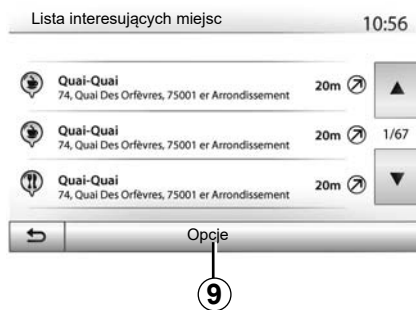 Lista interesujących miejsc 10:56
Quai-Quai
74, Quai Des Orfèvres, 75001 er Arrondissement
20m
Quai-Quai
74, Quai Des Orfèvres, 75001 er Arrondissement
20m
1/67
Quai-Quai
74, Quai Des Orfèvres, 75001 er Arrondissement
20m
Opcje
9